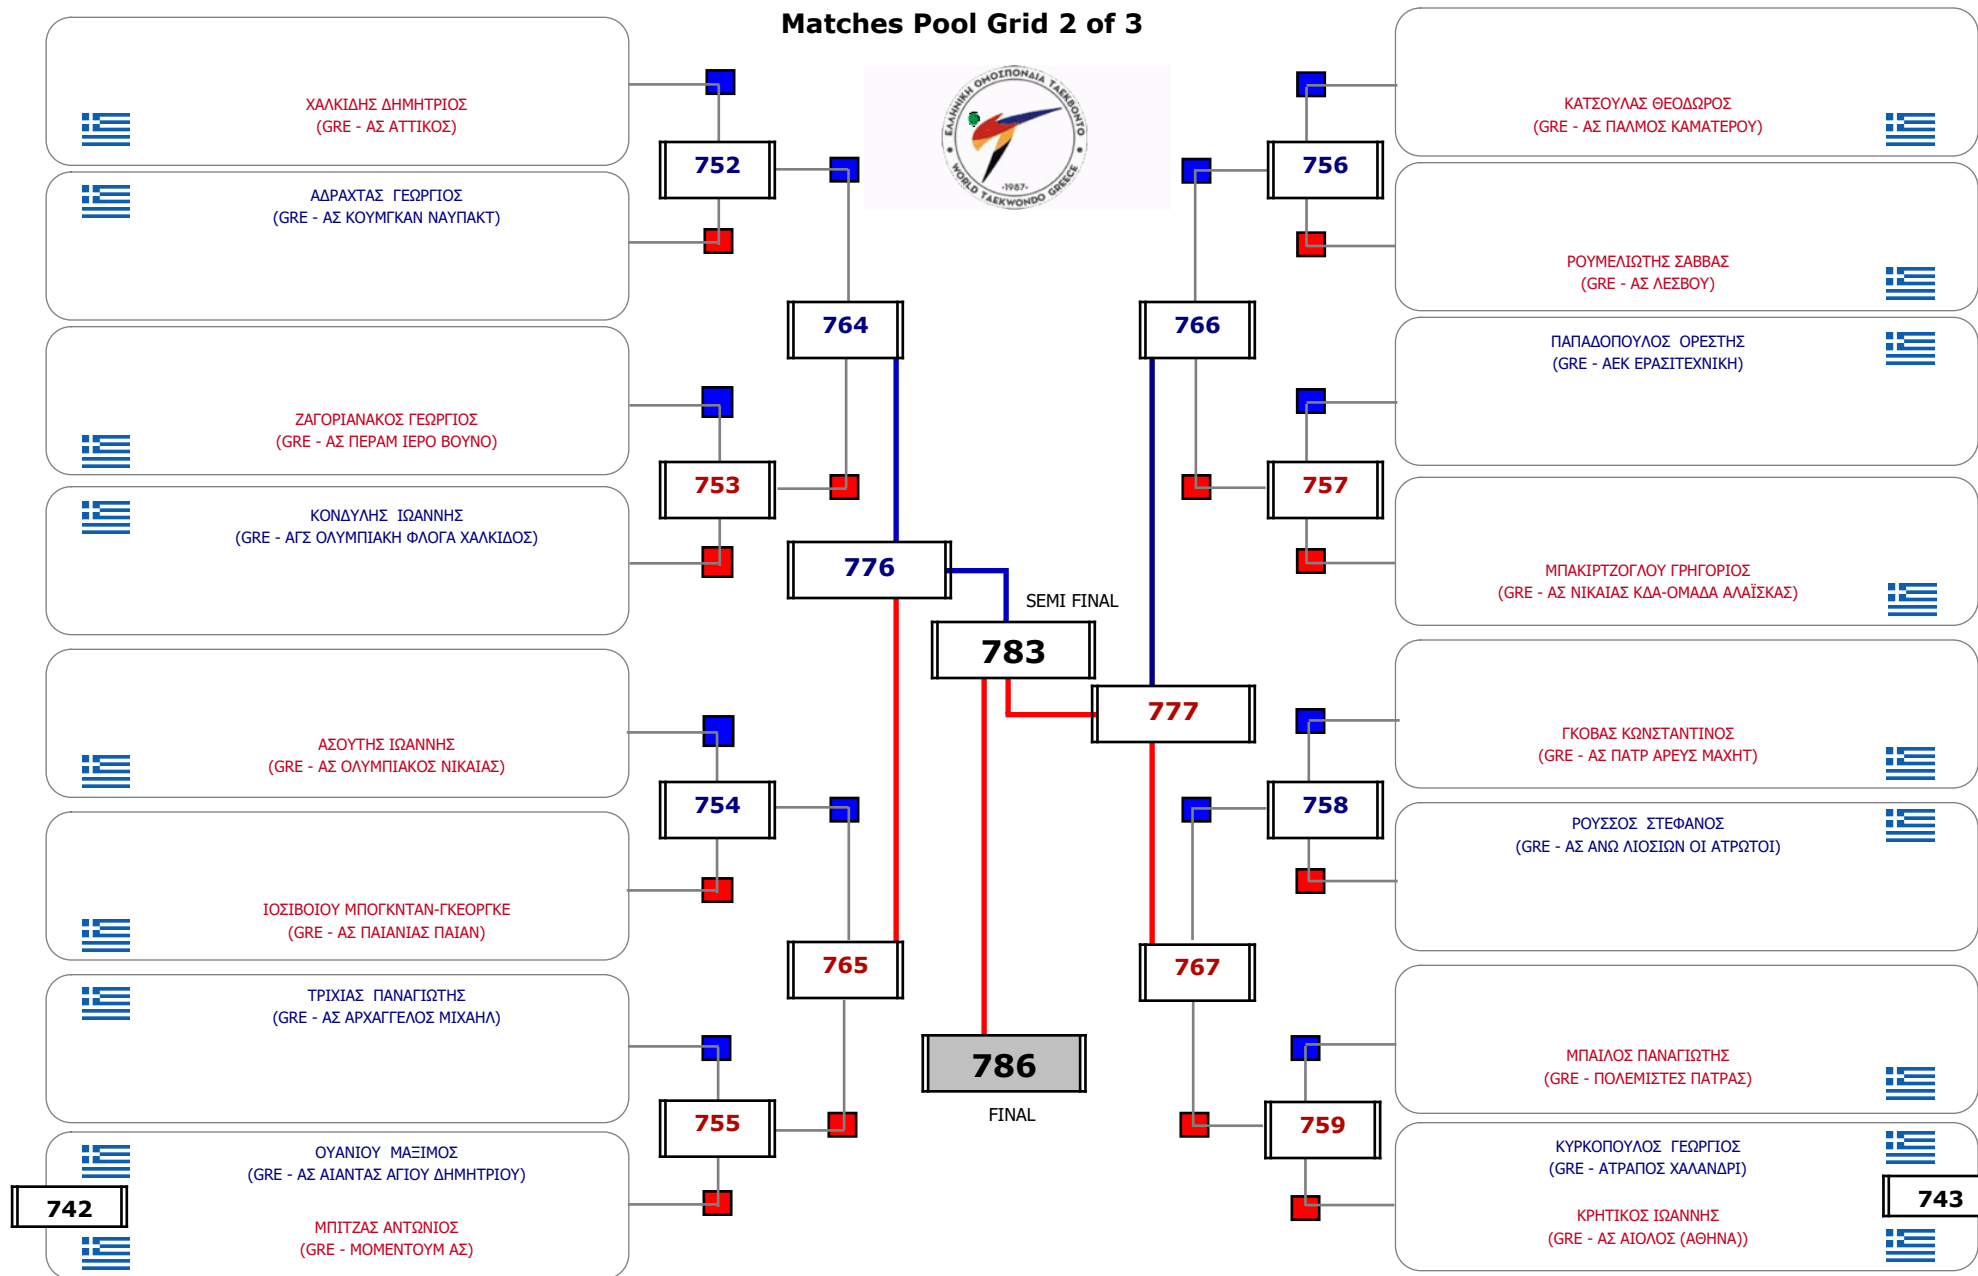 Matches Pool Grid 2 of 3
ΕΛΛΗΝΙΚΗ ΟΜΟΣΠΟΝΔΙΑ ΤΑΕΚΒΟΝΤΟ
-1987-
WORLD TAEKWONDO GREECE
ΧΑΛΚΙΔΗΣ ΔΗΜΗΤΡΙΟΣ
(GRE - ΑΣ ΑΤΤΙΚΟΣ)
752
ΑΔΡΑΧΤΑΣ  ΓΕΩΡΓΙΟΣ
(GRE - ΑΣ ΚΟΥΜΓΚΑΝ ΝΑΥΠΑΚΤ)
764
ΖΑΓΟΡΙΑΝΑΚΟΣ ΓΕΩΡΓΙΟΣ
(GRE - ΑΣ ΠΕΡΑΜ ΙΕΡΟ ΒΟΥΝΟ)
753
ΚΟΝΔΥΛΗΣ  ΙΩΑΝΝΗΣ
(GRE - ΑΓΣ ΟΛΥΜΠΙΑΚΗ ΦΛΟΓΑ ΧΑΛΚΙΔΟΣ)
776
ΑΣΟΥΤΗΣ ΙΩΑΝΝΗΣ
(GRE - ΑΣ ΟΛΥΜΠΙΑΚΟΣ ΝΙΚΑΙΑΣ)
754
ΙΟΣΙΒΟΙΟΥ ΜΠΟΓΚΝΤΑΝ-ΓΚΕΟΡΓΚΕ
(GRE - ΑΣ ΠΑΙΑΝΙΑΣ ΠΑΙΑΝ)
765
ΤΡΙΧΙΑΣ  ΠΑΝΑΓΙΩΤΗΣ
(GRE - ΑΣ ΑΡΧΑΓΓΕΛΟΣ ΜΙΧΑΗΛ)
755
ΟΥΑΝΙΟΥ  ΜΑΞΙΜΟΣ
(GRE - ΑΣ ΑΙΑΝΤΑΣ ΑΓΙΟΥ ΔΗΜΗΤΡΙΟΥ)
742
ΜΠΙΤΖΑΣ ΑΝΤΩΝΙΟΣ
(GRE - ΜΟΜΕΝΤΟΥΜ ΑΣ)
SEMI FINAL
783
777
786
FINAL
ΚΑΤΣΟΥΛΑΣ ΘΕΟΔΩΡΟΣ
(GRE - ΑΣ ΠΑΛΜΟΣ ΚΑΜΑΤΕΡΟΥ)
756
ΡΟΥΜΕΛΙΩΤΗΣ ΣΑΒΒΑΣ
(GRE - ΑΣ ΛΕΣΒΟΥ)
766
ΠΑΠΑΔΟΠΟΥΛΟΣ  ΟΡΕΣΤΗΣ
(GRE - ΑΕΚ ΕΡΑΣΙΤΕΧΝΙΚΗ)
757
ΜΠΑΚΙΡΤΖΟΓΛΟΥ ΓΡΗΓΟΡΙΟΣ
(GRE - ΑΣ ΝΙΚΑΙΑΣ ΚΔΑ-ΟΜΑΔΑ ΑΛΑΪΣΚΑΣ)
ΓΚΟΒΑΣ ΚΩΝΣΤΑΝΤΙΝΟΣ
(GRE - ΑΣ ΠΑΤΡ ΑΡΕΥΣ ΜΑΧΗΤ)
758
ΡΟΥΣΣΟΣ  ΣΤΕΦΑΝΟΣ
(GRE - ΑΣ ΑΝΩ ΛΙΟΣΙΩΝ ΟΙ ΑΤΡΩΤΟΙ)
767
ΜΠΑΙΛΟΣ ΠΑΝΑΓΙΩΤΗΣ
(GRE - ΠΟΛΕΜΙΣΤΕΣ ΠΑΤΡΑΣ)
759
ΚΥΡΚΟΠΟΥΛΟΣ  ΓΕΩΡΓΙΟΣ
(GRE - ΑΤΡΑΠΟΣ ΧΑΛΑΝΔΡΙ)
743
ΚΡΗΤΙΚΟΣ ΙΩΑΝΝΗΣ
(GRE - ΑΣ ΑΙΟΛΟΣ (ΑΘΗΝΑ))